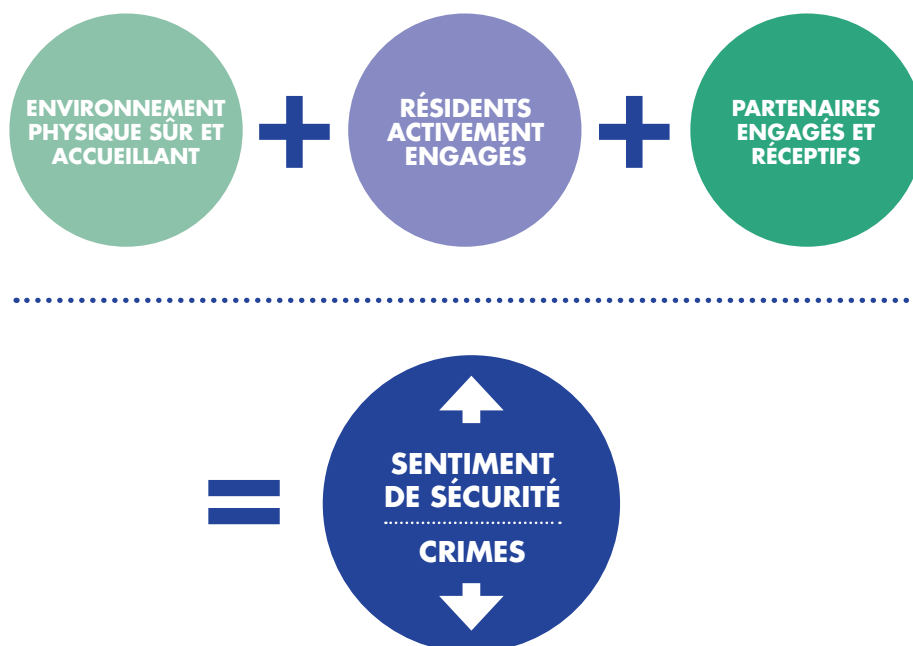 ENVIRONNEMENT
PHYSIQUE SÛR ET
ACCUEILLANT
+
RÉSIDENTS
ACTIVEMENT
ENGAGÉS
+
PARTENAIRES
ENGAGÉS ET
RÉCEPTIFS
=
SENTIMENT
DE SÉCURITÉ
CRIMES